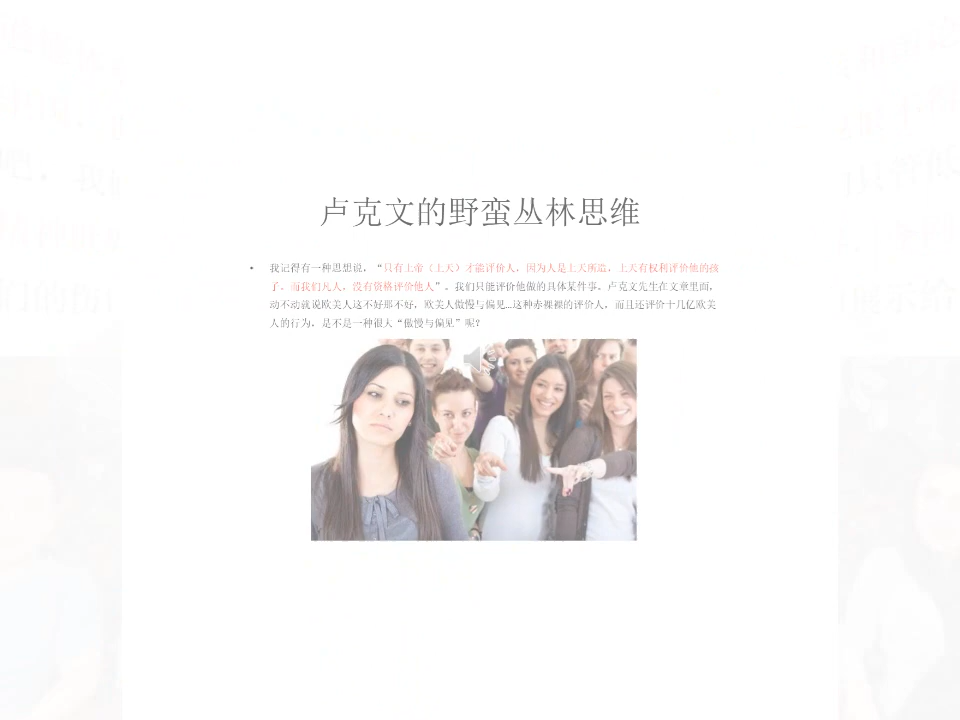 卢克文的野蛮丛林思维
• 我记得有一种思想说，“只有上帝（上天）才能评价人，因为人是上天所造，上天有权利评价他的孩
子。而我们凡人，没有资格评价他人”。我们只能评价他做的具体某件事。卢克文先生在文章里面，
动不动就说欧美人这不好那不好，欧美人傲慢与偏见...这种赤裸裸的评价人，而且还评价十几亿欧美
人的行为，是不是一种很大“傲慢与偏见”呢？